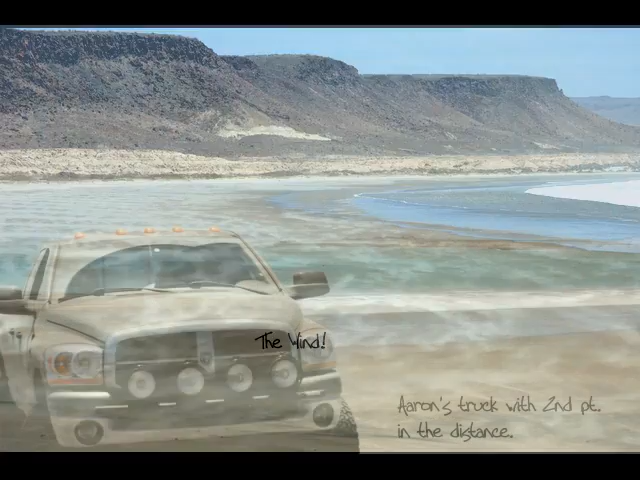 The Wind!
Aaron's truck with 2nd pt.
in the distance.